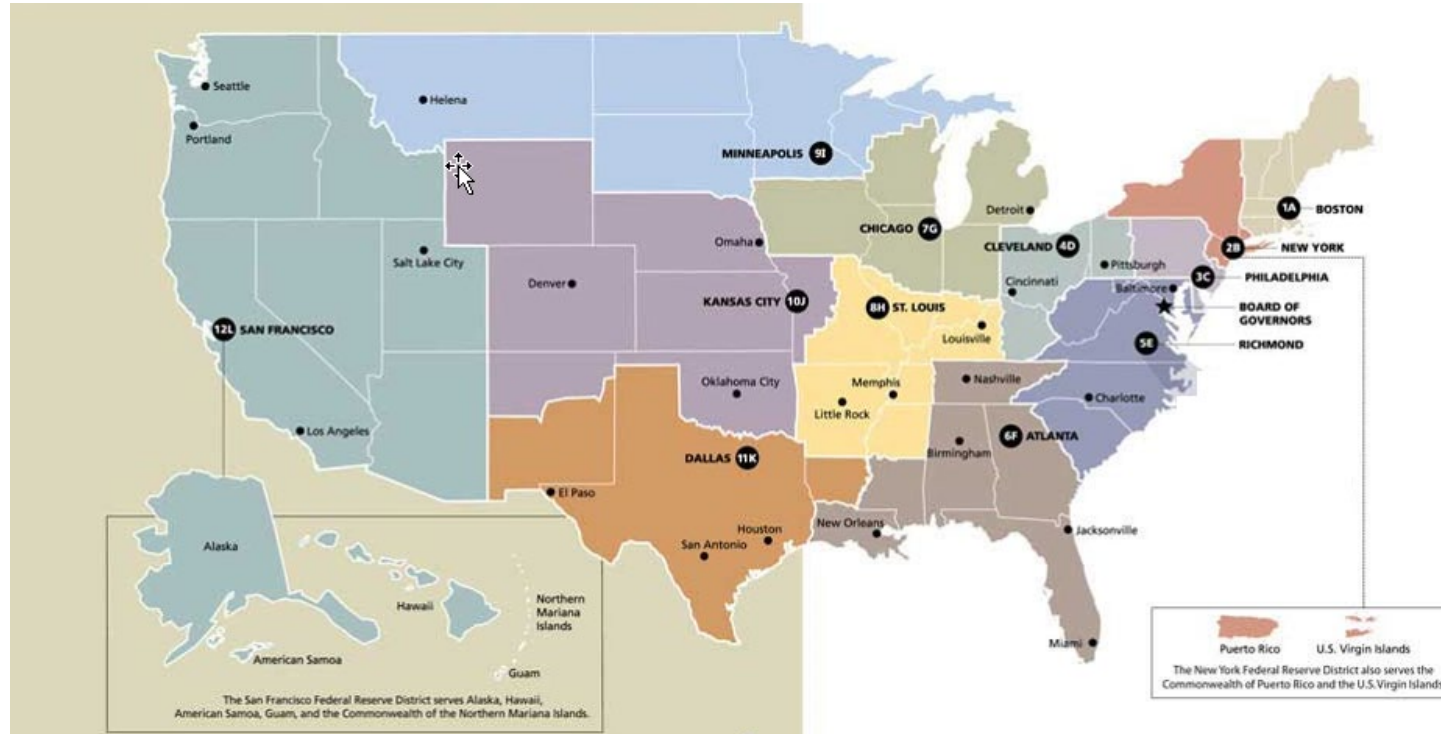 Seattle
Helena
Portland
MINNEAPOLIS 9I
Detroit
1A BOSTON
CHICAGO 7G
CLEVELAND 4D
2B NEW YORK
Omaha
Salt Lake City
Pittsburgh
Denver
Cincinnati
Baltimore
3C PHILADELPHIA
KANSAS CITY 10J
8H ST. LOUIS
BOARD OF
GOVERNORS
12L SAN FRANCISCO
Louisville
5E RICHMOND
Oklahoma City
Memphis
Nashville
Little Rock
Charlotte
Los Angeles
6F ATLANTA
Birmingham
DALLAS 11K
El Paso
New Orleans
Houston
Jacksonville
San Antonio
Alaska
Hawaii
Northern
Mariana
Islands
American Samoa
Guam
Miami
Puerto Rico
U.S. Virgin Islands
The New York Federal Reserve District also serves the
Commonwealth of Puerto Rico and the U.S.Virgin Islands
The San Francisco Federal Reserve District serves Alaska, Hawaii,
American Samoa, Guam, and the Commonwealth of the Northern Mariana Islands.